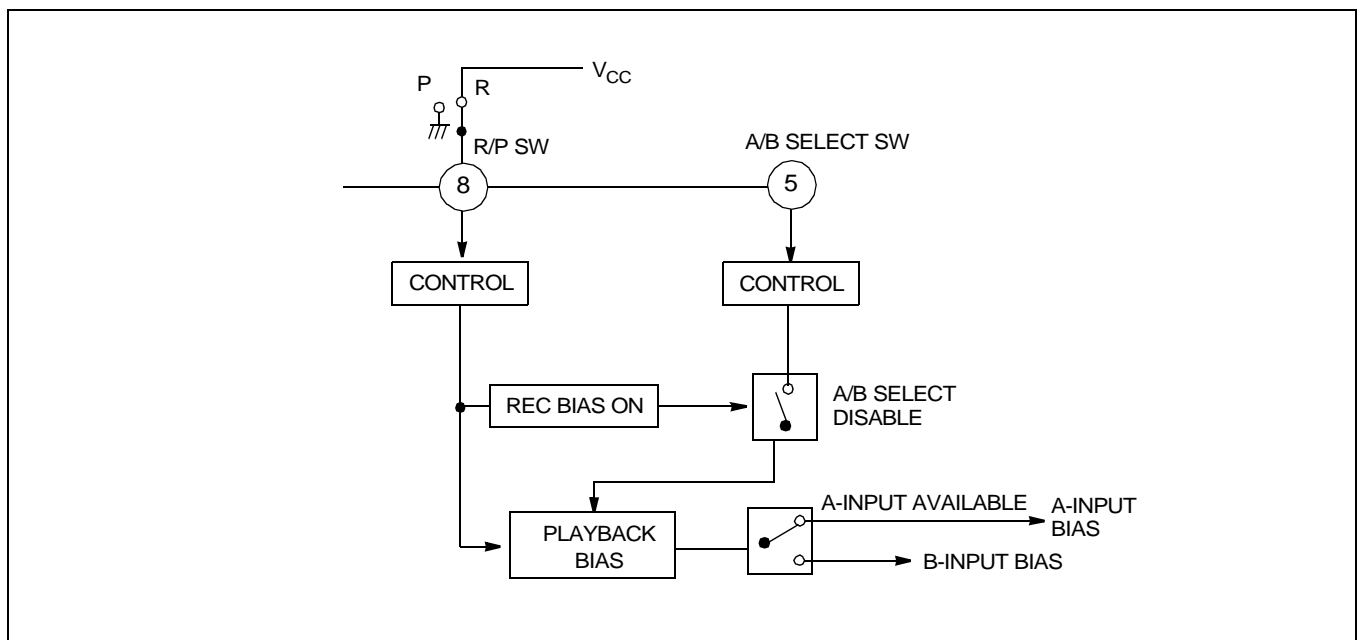 V_CC
P
R
R/P SW
A/B SELECT SW
8
5
CONTROL
CONTROL
REC BIAS ON
A/B SELECT
DISABLE
PLAYBACK
BIAS
A-INPUT AVAILABLE
A-INPUT
BIAS
B-INPUT BIAS